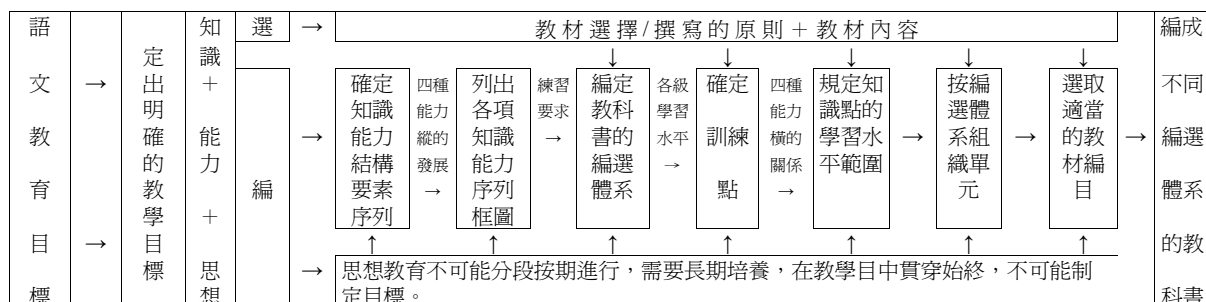 語文教育目標
→
→
定出明確的教學目標
知識＋能力＋思想
選
→
教材選擇/撰寫的原則＋教材內容
↓ ↓ ↓ ↓ ↓
編
→
確定
知識
能力
結構
要素
序列
四種
能力
縱的
發展
→
列出
各項
知識
能力
序列
框圖
練習
要求
→
編定
教科
書的
編選
體系
各級
學習
水平
→
確定
訓練
點
四種
能力
橫的
關係
→
規定知
識點的
學習水
平範圍
→
按編
選體
系組
織單
元
→
選取
適當
的教
材編
目
→
↑ ↑ ↑ ↑ ↑ ↑ ↑
→
思想教育不可能分段按期進行，需要長期培養，在教學目中貫穿始終，不可能制
定目標。
編成
不同
編選
體系
的教
科書